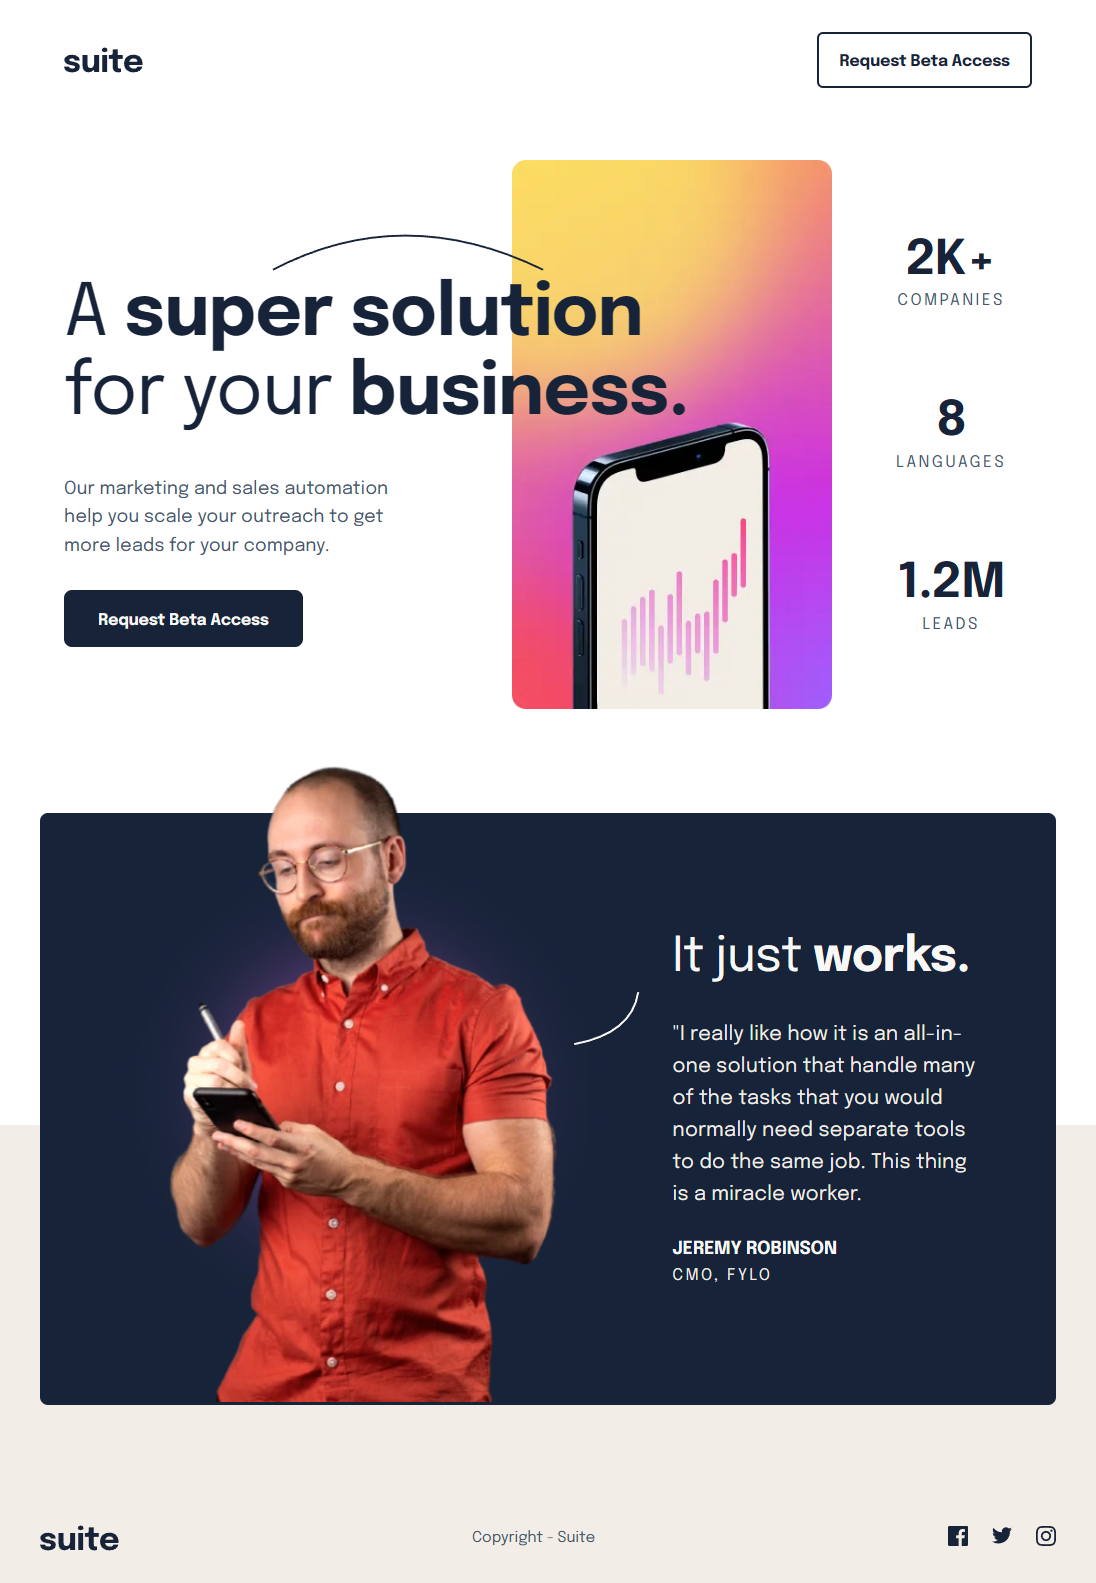 suite
Request Beta Access
A super solution
for your business.
Our marketing and sales automation
help you scale your outreach to get
more leads for your company.
Request Beta Access
2K+
COMPANIES
8
LANGUAGES
1.2M
LEADS
It just works.
"I really like how it is an all-in-
one solution that handle many
of the tasks that you would
normally need separate tools
to do the same job. This thing
is a miracle worker.
JEREMY ROBINSON
CMO, FYLO
suite
Copyright - Suite